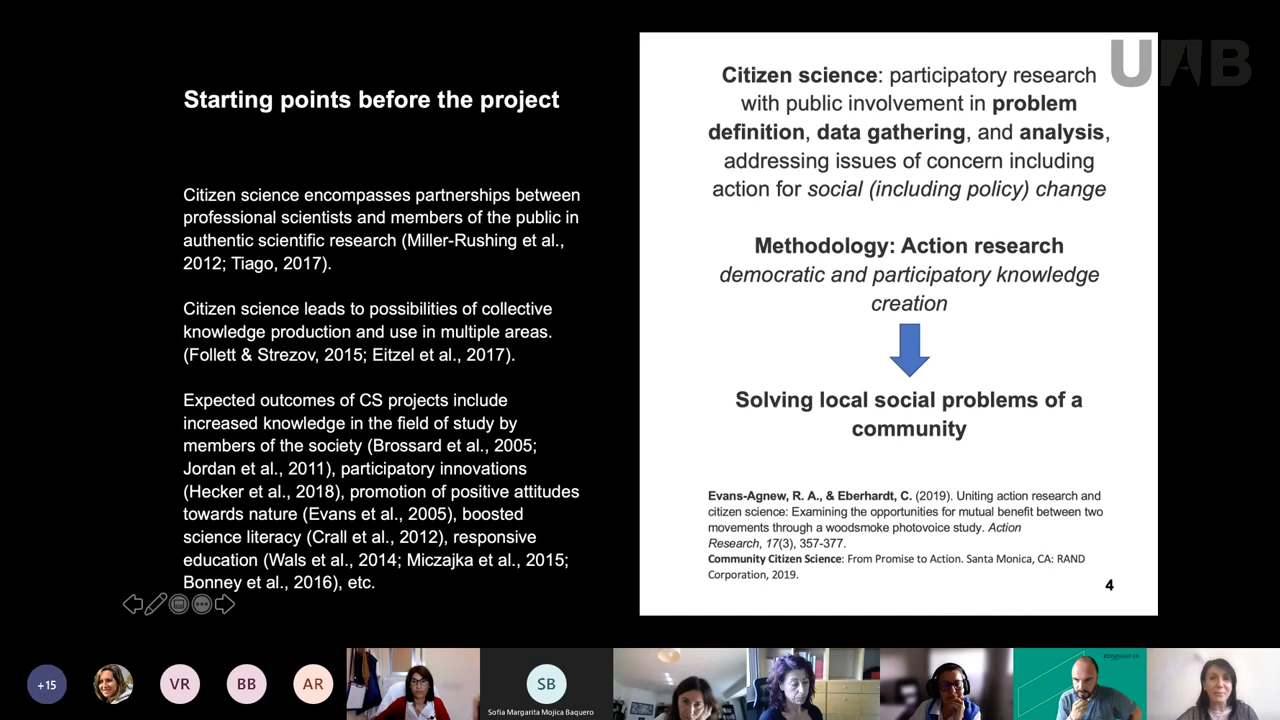 Starting points before the project
Citizen science encompasses partnerships between
professional scientists and members of the public in
authentic scientific research (Miller-Rushing et al.,
2012; Tiago, 2017).
Citizen science leads to possibilities of collective
knowledge production and use in multiple areas.
(Follett & Strezov, 2015; Eitzel et al., 2017).
Expected outcomes of CS projects include
increased knowledge in the field of study by
members of the society (Brossard et al., 2005;
Jordan et al., 2011), participatory innovations
(Hecker et al., 2018), promotion of positive attitudes
towards nature (Evans et al., 2005), boosted
science literacy (Crall et al., 2012), responsive
education (Wals et al., 2014; Miczajka et al., 2015;
Bonney et al., 2016), etc.
UAB
Citizen science: participatory research
with public involvement in problem
definition, data gathering, and analysis,
addressing issues of concern including
action for social (including policy) change
Methodology: Action research
democratic and participatory knowledge
creation
Solving local social problems of a
community
Evans-Agnew, R. A., & Eberhardt, C. (2019). Uniting action research and
citizen science: Examining the opportunities for mutual benefit between two
movements through a woodsmoke photovoice study. Action
Research, 17(3), 357-377.
Community Citizen Science: From Promise to Action. Santa Monica, CA: RAND
Corporation, 2019.
4
+15
VR
BB
AR
SB
Sofia Margarita Mojica Baquero